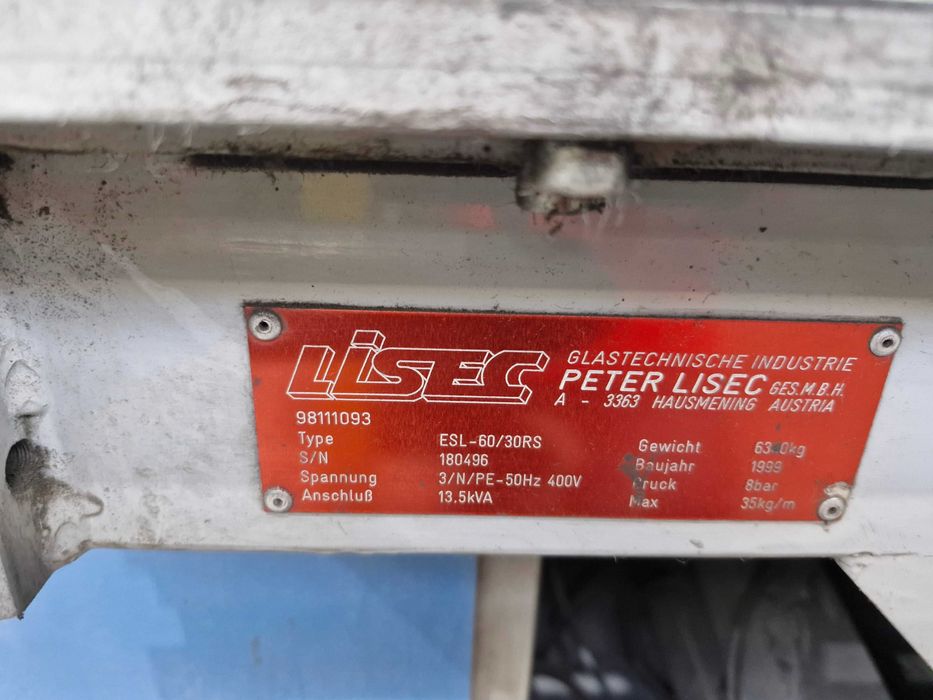 LISEC
GLASTECHNISCHE INDUSTRIE
PETER LISEC GES.M.B.H.
A - 3363 HAUSMENING AUSTRIA
98111093
Type ESL-60/30RS Gewicht
S/N 180496 Baujahr 1999
Spannung 3/N/PE-50Hz 400V Druck 8bar
Anschluß 13.5kVA Max 35kg/m